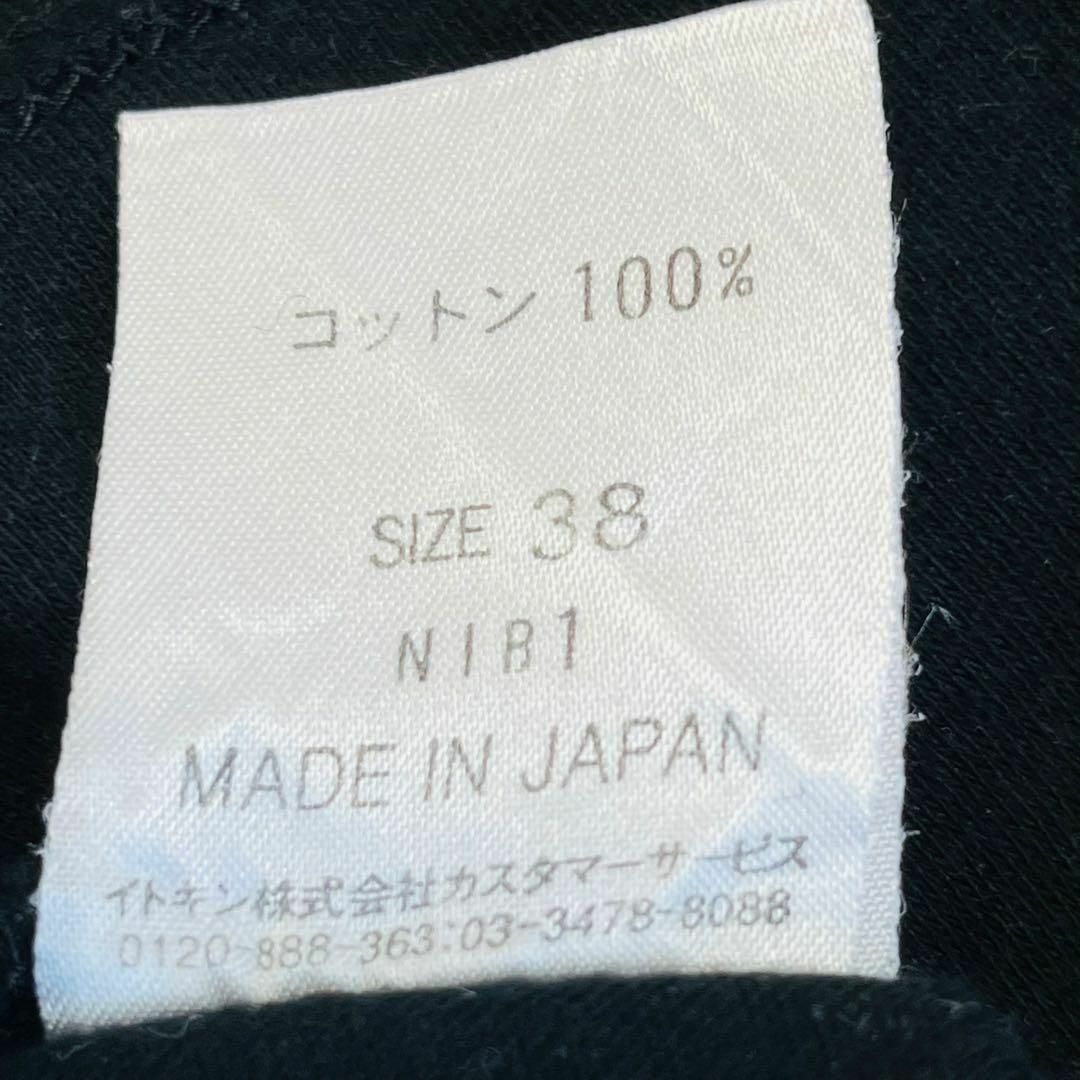 コットン 100%
SIZE 38
NIB1
MADE IN JAPAN
イトキン株式会社カスタマーサービス
0120-888-363:03-3478-8088